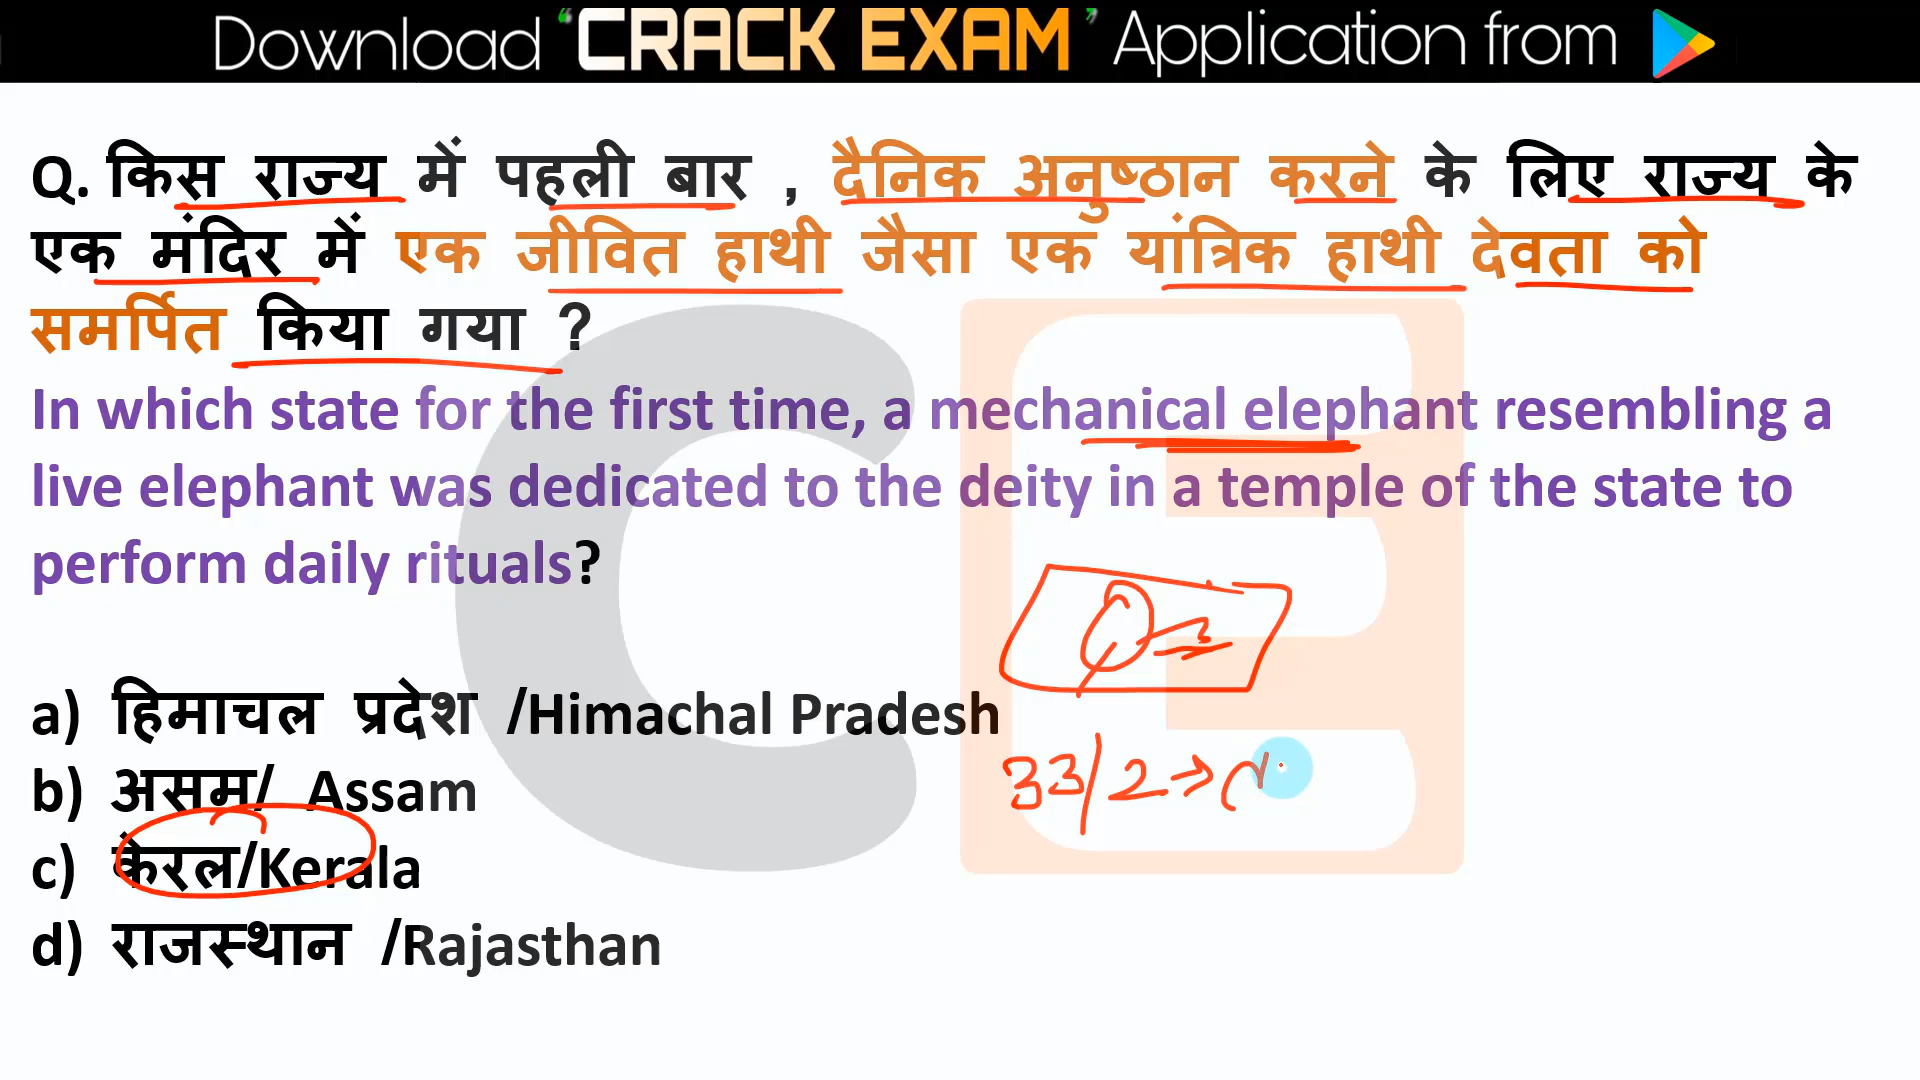 Download ‘CRACK EXAM’ Application from
Q. किस राज्य में पहली बार , दैनिक अनुष्ठान करने के लिए राज्य के
एक मंदिर में एक जीवित हाथी जैसा एक यांत्रिक हाथी देवता को
समर्पित किया गया ?
In which state for the first time, a mechanical elephant resembling a
live elephant was dedicated to the deity in a temple of the state to
perform daily rituals?
a) हिमाचल प्रदेश /Himachal Pradesh
33/2→
b) असम/ Assam
c) केरल/Kerala
d) राजस्थान /Rajasthan